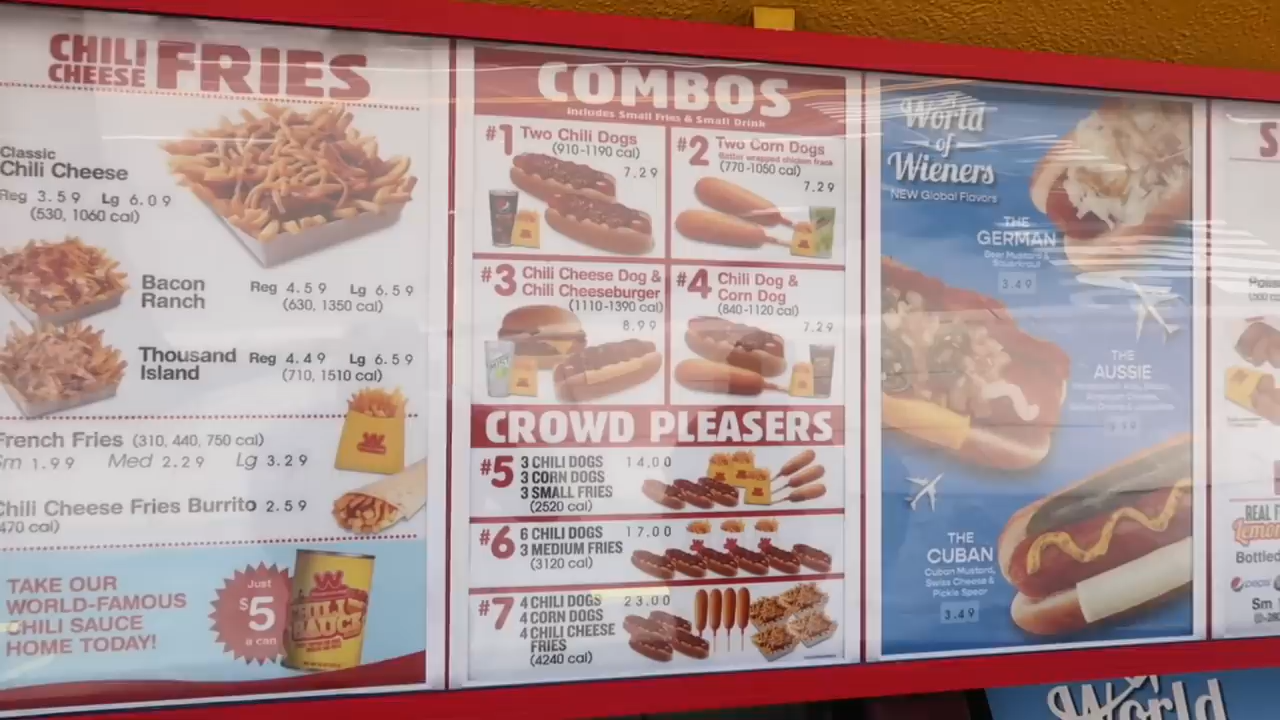 CHILI CHEESE FRIES
Classic
Chili Cheese
Reg 3.59 Lg 6.09
(530, 1060 cal)
Bacon
Ranch
Reg 4.59 Lg 6.59
(630, 1350 cal)
Thousand
Island
Reg 4.49 Lg 6.59
(710, 1510 cal)
French Fries (310, 440, 750 cal)
Sm 1.99 Med 2.29 Lg 3.29
Chili Cheese Fries Burrito 2.59
470 cal)
TAKE OUR
WORLD-FAMOUS
CHILI SAUCE
HOME TODAY!
Just
$5
a can
CHILI
SAUCE
COMBOS
Includes Small Fries & Small Drink
#1 Two Chili Dogs
(910-1190 cal)
7.29
#2 Two Corn Dogs
Batter wrapped chicken frank
(770-1050 cal)
7.29
#3 Chili Cheese Dog &
Chili Cheeseburger
(1110-1390 cal)
8.99
#4 Chili Dog &
Corn Dog
(840-1120 cal)
7.29
CROWD PLEASERS
#5 3 CHILI DOGS 14.00
3 CORN DOGS
3 SMALL FRIES
(2520 cal)
#6 6 CHILI DOGS 17.00
3 MEDIUM FRIES
(3120 cal)
#7 4 CHILI DOGS 23.00
4 CORN DOGS
4 CHILI CHEESE
FRIES
(4240 cal)
World
of
Wieners
NEW Global Flavors
THE
GERMAN
Beer Mustard &
Sauerkraut
3.49
THE
AUSSIE
THE
CUBAN
Cuban Mustard,
Swiss Cheese &
Pickle Spear
3.49
S
REAL F
Bottled
pepsi
Sm
World